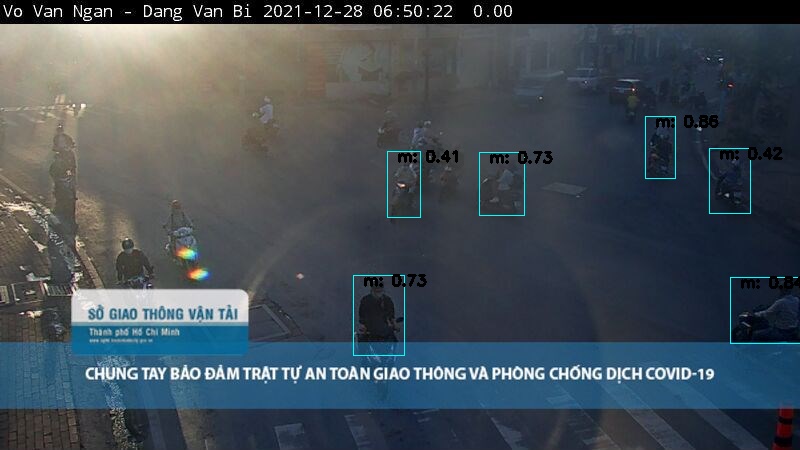 Vo Van Ngan - Dang Van Bi 2021-12-28 06:50:22 0.00
m: 0.86
m: 0.41
m: 0.73
m: 0.42
m: 0.73
m: 0.84
SỞ GIAO THÔNG VẬN TẢI
Thành phố Hồ Chí Minh
CHUNG TAY BẢO ĐẢM TRẬT TỰ AN TOÀN GIAO THÔNG VÀ PHÒNG CHỐNG DỊCH COVID-19